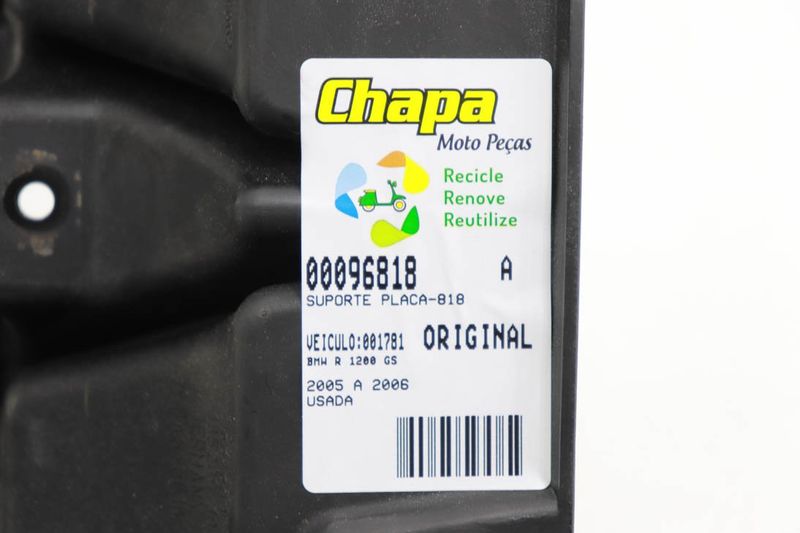 Chapa
Moto Peças
Recicle
Renove
Reutilize
00096818 A
SUPORTE PLACA-818
VEICULO:001781 ORIGINAL
BMW R 1200 GS
2005 A 2006
USADA